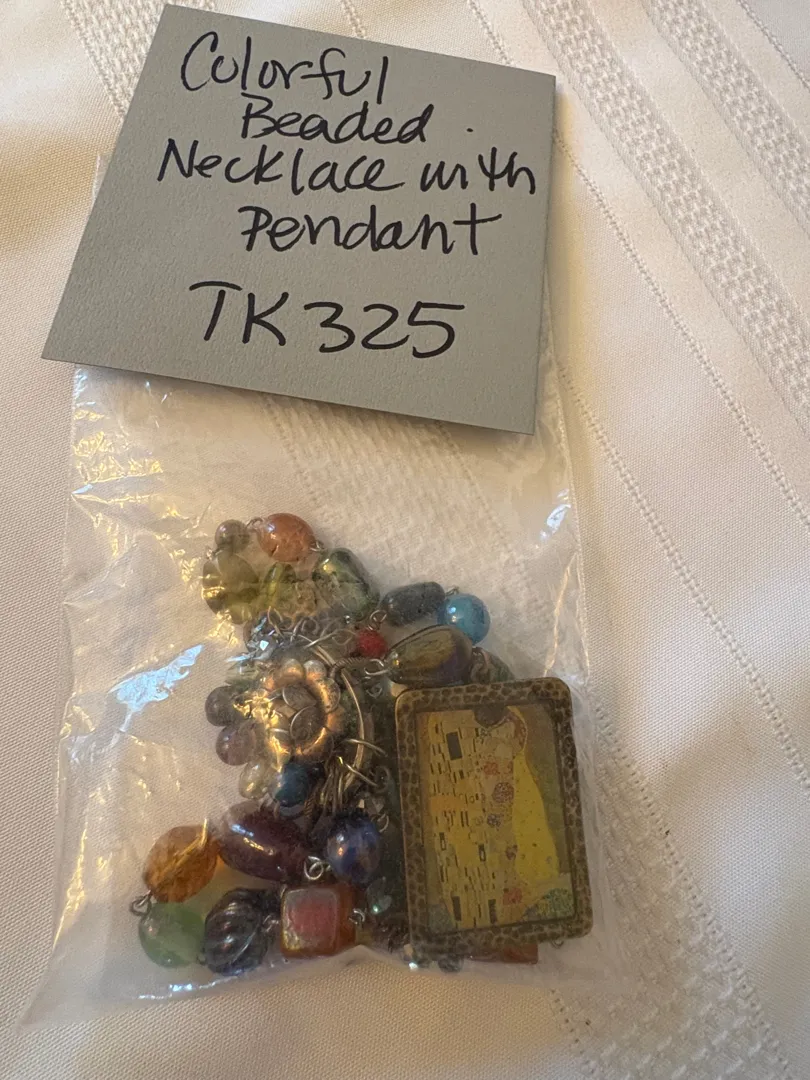 Colorful
Beaded
Necklace with
Pendant
TK325